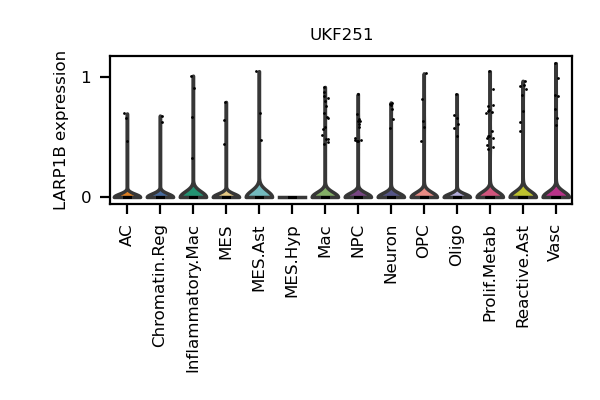 UKF251
LARP1B expression
1
0
AC
Chromatin.Reg
Inflammatory.Mac
MES
MES.Ast
MES.Hyp
Mac
NPC
Neuron
OPC
Oligo
Prolif.Metab
Reactive.Ast
Vasc